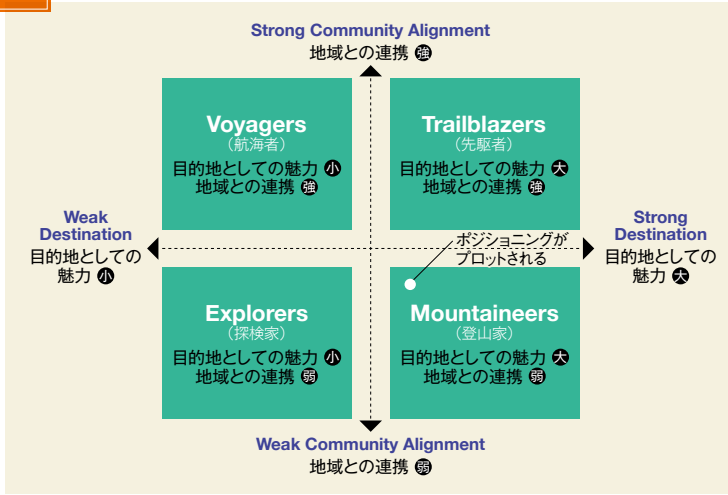 Strong Community Alignment
地域との連携 強
Voyagers
（航海者）
目的地としての魅力 小
地域との連携 強
Trailblazers
（先駆者）
目的地としての魅力 大
地域との連携 強
Weak
Destination
目的地としての
魅力 小
ポジショニングが
プロットされる
Strong
Destination
目的地としての
魅力 大
Explorers
（探検家）
目的地としての魅力 小
地域との連携 弱
Mountaineers
（登山家）
目的地としての魅力 大
地域との連携 弱
Weak Community Alignment
地域との連携 弱